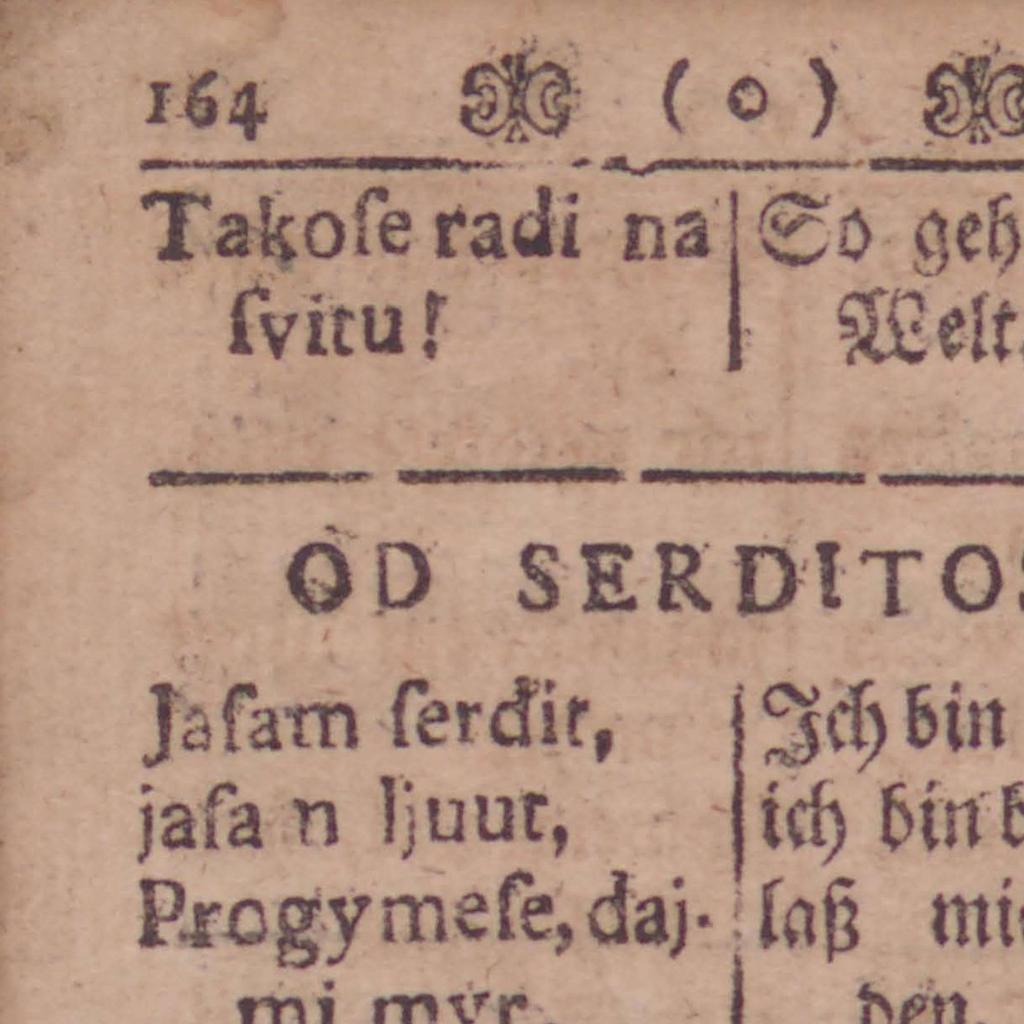 164 ( o )
Takoſe radi na
ſvitu!
So geh
Welt.
OD SERDITOS
Jaſam ſerdit,
jaſa n ljuut,
Progymeſe, daj-
mi myr.
Ich bin
ich bin b
laß mi
den.